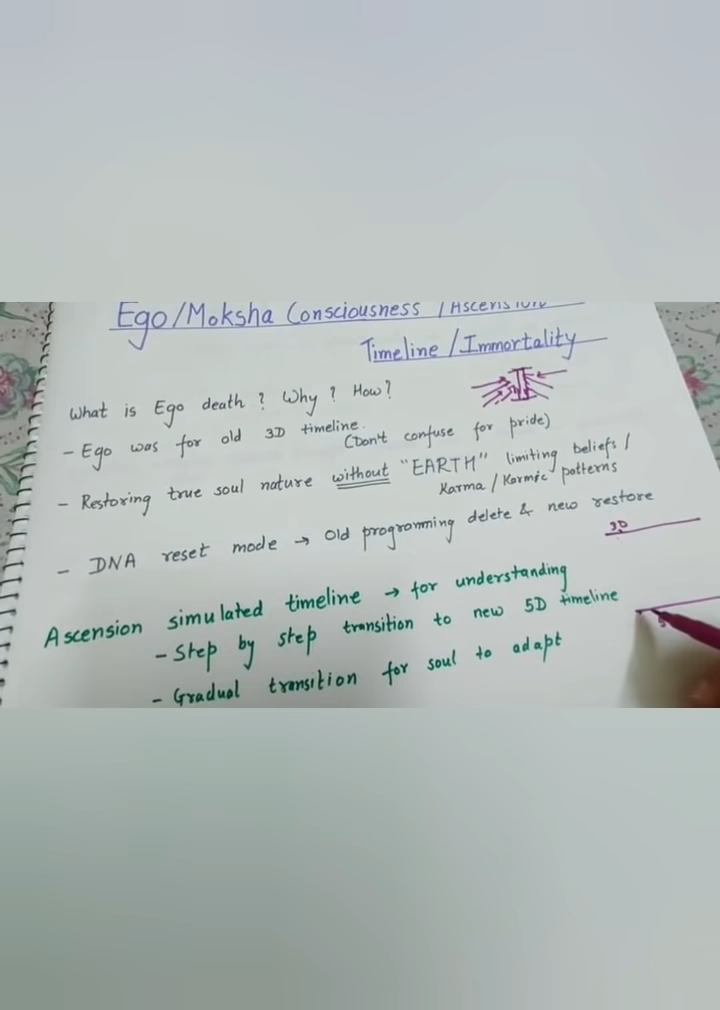 Ego/Moksha Consciousness /Ascension
Timeline/Immortality
What is Ego death? Why? How?
- Ego was for old 3D timeline.
(Don't confuse for pride)
- Restoring true soul nature without "EARTH" limiting beliefs/
Karma/Karmic patterns
- DNA reset mode → Old programming delete & new restore
3D
Ascension simulated timeline → for understanding
- Step by step transition to new 5D timeline
- Gradual transition for soul to adapt